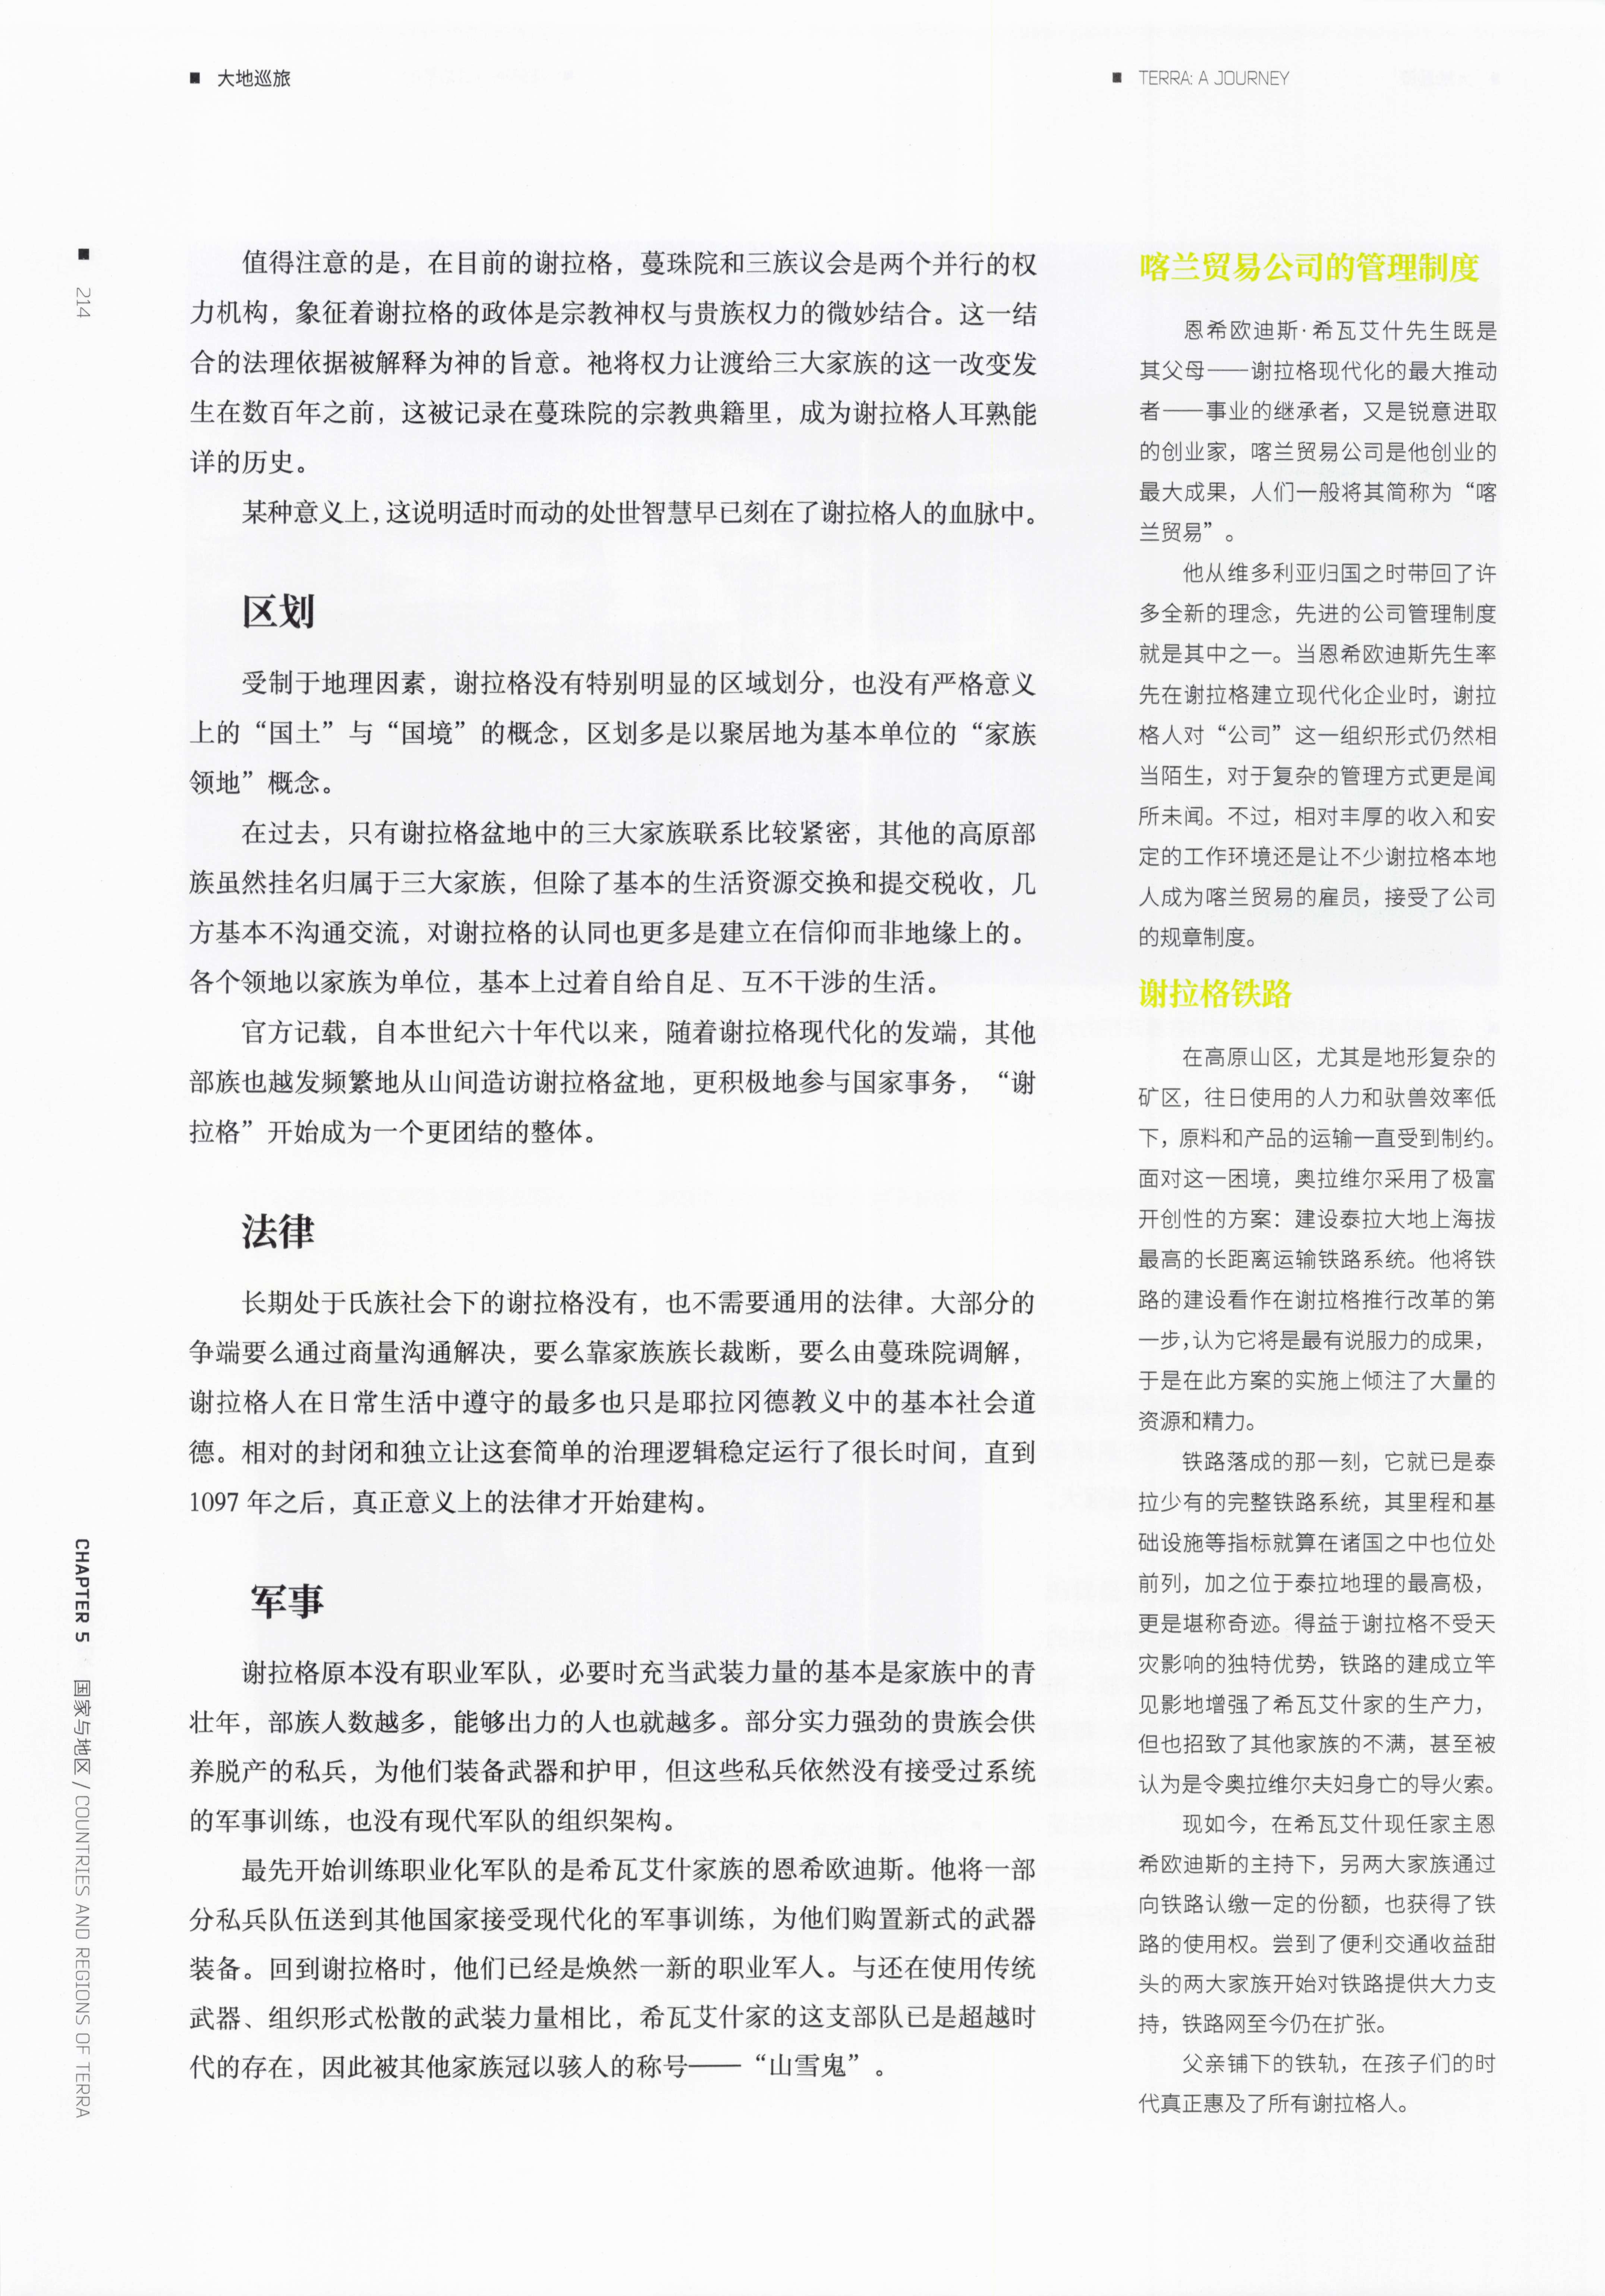 ■ 大地巡旅
■ TERRA: A JOURNEY
■ 214
值得注意的是，在目前的谢拉格，蔓珠院和三族议会是两个并行的权
力机构，象征着谢拉格的政体是宗教神权与贵族权力的微妙结合。这一结
合的法理依据被解释为神的旨意。祂将权力让渡给三大家族的这一改变发
生在数百年之前，这被记录在蔓珠院的宗教典籍里，成为谢拉格人耳熟能
详的历史。
某种意义上，这说明适时而动的处世智慧早已刻在了谢拉格人的血脉中。
区划
受制于地理因素，谢拉格没有特别明显的区域划分，也没有严格意义
上的“国土”与“国境”的概念，区划多是以聚居地为基本单位的“家族
领地”概念。
在过去，只有谢拉格盆地中的三大家族联系比较紧密，其他的高原部
族虽然挂名归属于三大家族，但除了基本的生活资源交换和提交税收，几
方基本不沟通交流，对谢拉格的认同也更多是建立在信仰而非地缘上的。
各个领地以家族为单位，基本上过着自给自足、互不干涉的生活。
官方记载，自本世纪六十年代以来，随着谢拉格现代化的发端，其他
部族也越发频繁地从山间造访谢拉格盆地，更积极地参与国家事务，“谢
拉格”开始成为一个更团结的整体。
法律
长期处于氏族社会下的谢拉格没有，也不需要通用的法律。大部分的
争端要么通过商量沟通解决，要么靠家族族长裁断，要么由蔓珠院调解，
谢拉格人在日常生活中遵守的最多也只是耶拉冈德教义中的基本社会道
德。相对的封闭和独立让这套简单的治理逻辑稳定运行了很长时间，直到
1097 年之后，真正意义上的法律才开始建构。
军事
谢拉格原本没有职业军队，必要时充当武装力量的基本是家族中的青
壮年，部族人数越多，能够出力的人也就越多。部分实力强劲的贵族会供
养脱产的私兵，为他们装备武器和护甲，但这些私兵依然没有接受过系统
的军事训练，也没有现代军队的组织架构。
最先开始训练职业化军队的是希瓦艾什家族的恩希欧迪斯。他将一部
分私兵队伍送到其他国家接受现代化的军事训练，为他们购置新式的武器
装备。回到谢拉格时，他们已经是焕然一新的职业军人。与还在使用传统
武器、组织形式松散的武装力量相比，希瓦艾什家的这支部队已是超越时
代的存在，因此被其他家族冠以骇人的称号——“山雪鬼”。
喀兰贸易公司的管理制度
恩希欧迪斯·希瓦艾什先生既是
其父母——谢拉格现代化的最大推动
者——事业的继承者，又是锐意进取
的创业家，喀兰贸易公司是他创业的
最大成果，人们一般将其简称为“喀
兰贸易”。
他从维多利亚归国之时带回了许
多全新的理念，先进的公司管理制度
就是其中之一。当恩希欧迪斯先生率
先在谢拉格建立现代化企业时，谢拉
格人对“公司”这一组织形式仍然相
当陌生，对于复杂的管理方式更是闻
所未闻。不过，相对丰厚的收入和安
定的工作环境还是让不少谢拉格本地
人成为喀兰贸易的雇员，接受了公司
的规章制度。
谢拉格铁路
在高原山区，尤其是地形复杂的
矿区，往日使用的人力和驮兽效率低
下，原料和产品的运输一直受到制约。
面对这一困境，奥拉维尔采用了极富
开创性的方案：建设泰拉大地上海拔
最高的长距离运输铁路系统。他将铁
路的建设看作在谢拉格推行改革的第
一步，认为它将是最有说服力的成果，
于是在此方案的实施上倾注了大量的
资源和精力。
铁路落成的那一刻，它就已是泰
拉少有的完整铁路系统，其里程和基
础设施等指标就算在诸国之中也位处
前列，加之位于泰拉地理的最高极，
更是堪称奇迹。得益于谢拉格不受天
灾影响的独特优势，铁路的建成立竿
见影地增强了希瓦艾什家的生产力，
但也招致了其他家族的不满，甚至被
认为是令奥拉维尔夫妇身亡的导火索。
现如今，在希瓦艾什现任家主恩
希欧迪斯的主持下，另两大家族通过
向铁路认缴一定的份额，也获得了铁
路的使用权。尝到了便利交通收益甜
头的两大家族开始对铁路提供大力支
持，铁路网至今仍在扩张。
父亲铺下的铁轨，在孩子们的时
代真正惠及了所有谢拉格人。
CHAPTER 5 国家与地区 / COUNTRIES AND REGIONS OF TERRA